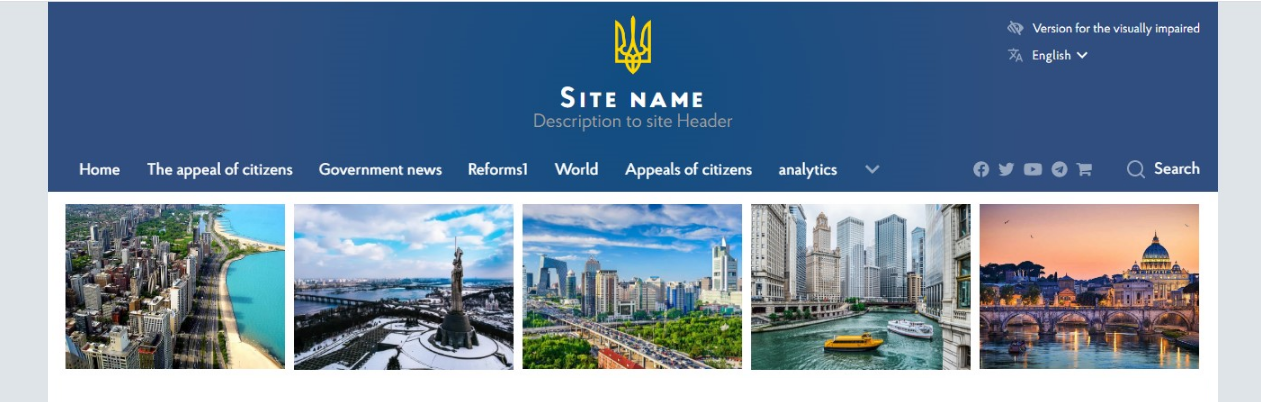 Version for the visually impaired
English
SITE NAME
Description to site Header
Home The appeal of citizens Government news Reforms1 World Appeals of citizens analytics Search